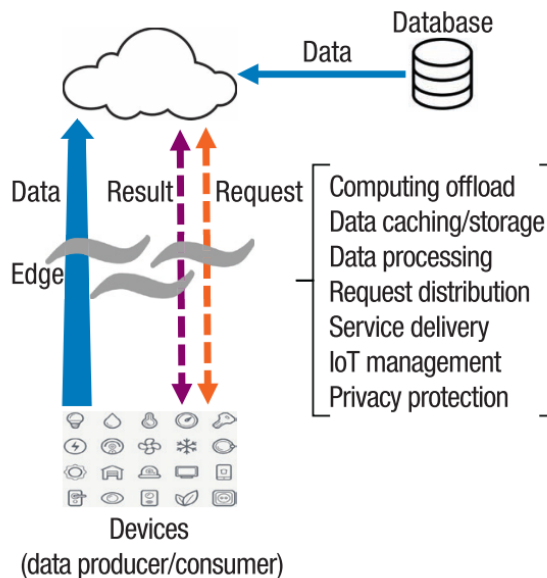 Database
Data
Data
Result
Request
Edge
Computing offload
Data caching/storage
Data processing
Request distribution
Service delivery
IoT management
Privacy protection
Devices
(data producer/consumer)